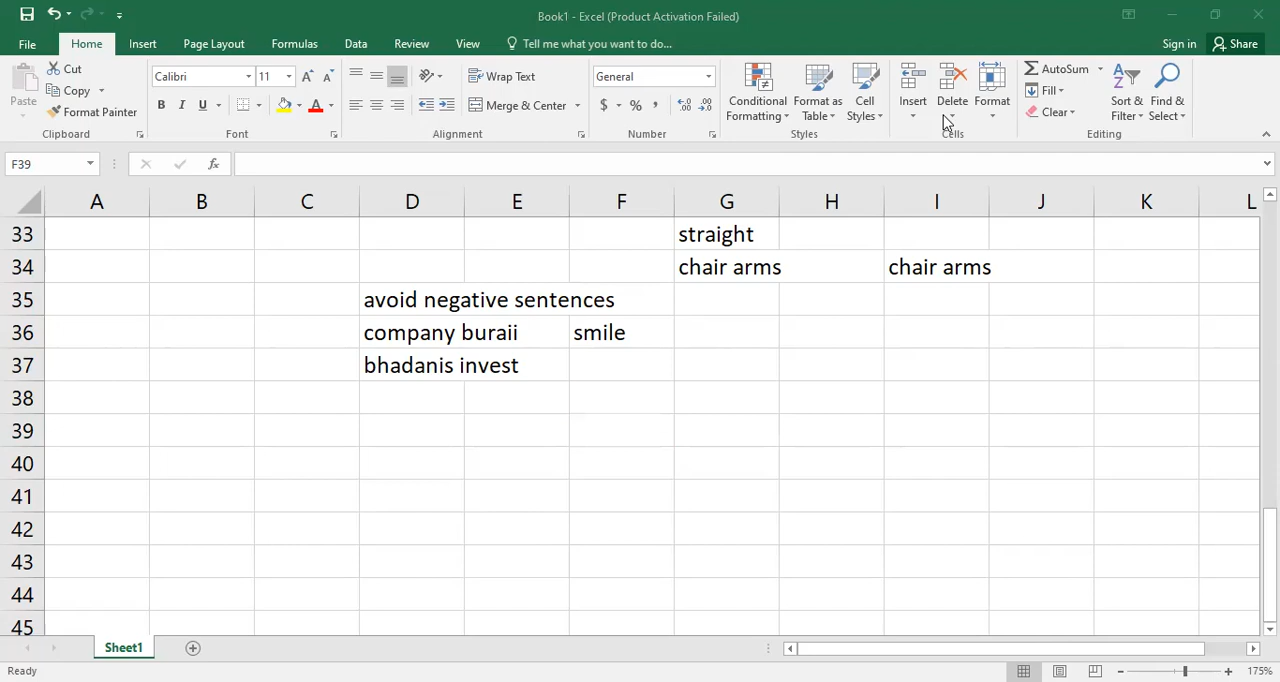 Book1 - Excel (Product Activation Failed)
File Home Insert Page Layout Formulas Data Review View Tell me what you want to do... Sign in Share
Paste Cut Copy Format Painter Clipboard
Calibri 11 B I U A A A Font
Wrap Text Merge & Center Alignment
General $ % , Number
Conditional Formatting Format as Table Cell Styles Styles
Insert Delete Format Cells
AutoSum Fill Clear Sort & Filter Find & Select Editing
F39 fx
A B C D E F G H I J K L
33 straight
34 chair arms chair arms
35 avoid negative sentences
36 company buraii smile
37 bhadanis invest
38
39
40
41
42
43
44
45
Sheet1
Ready 175%